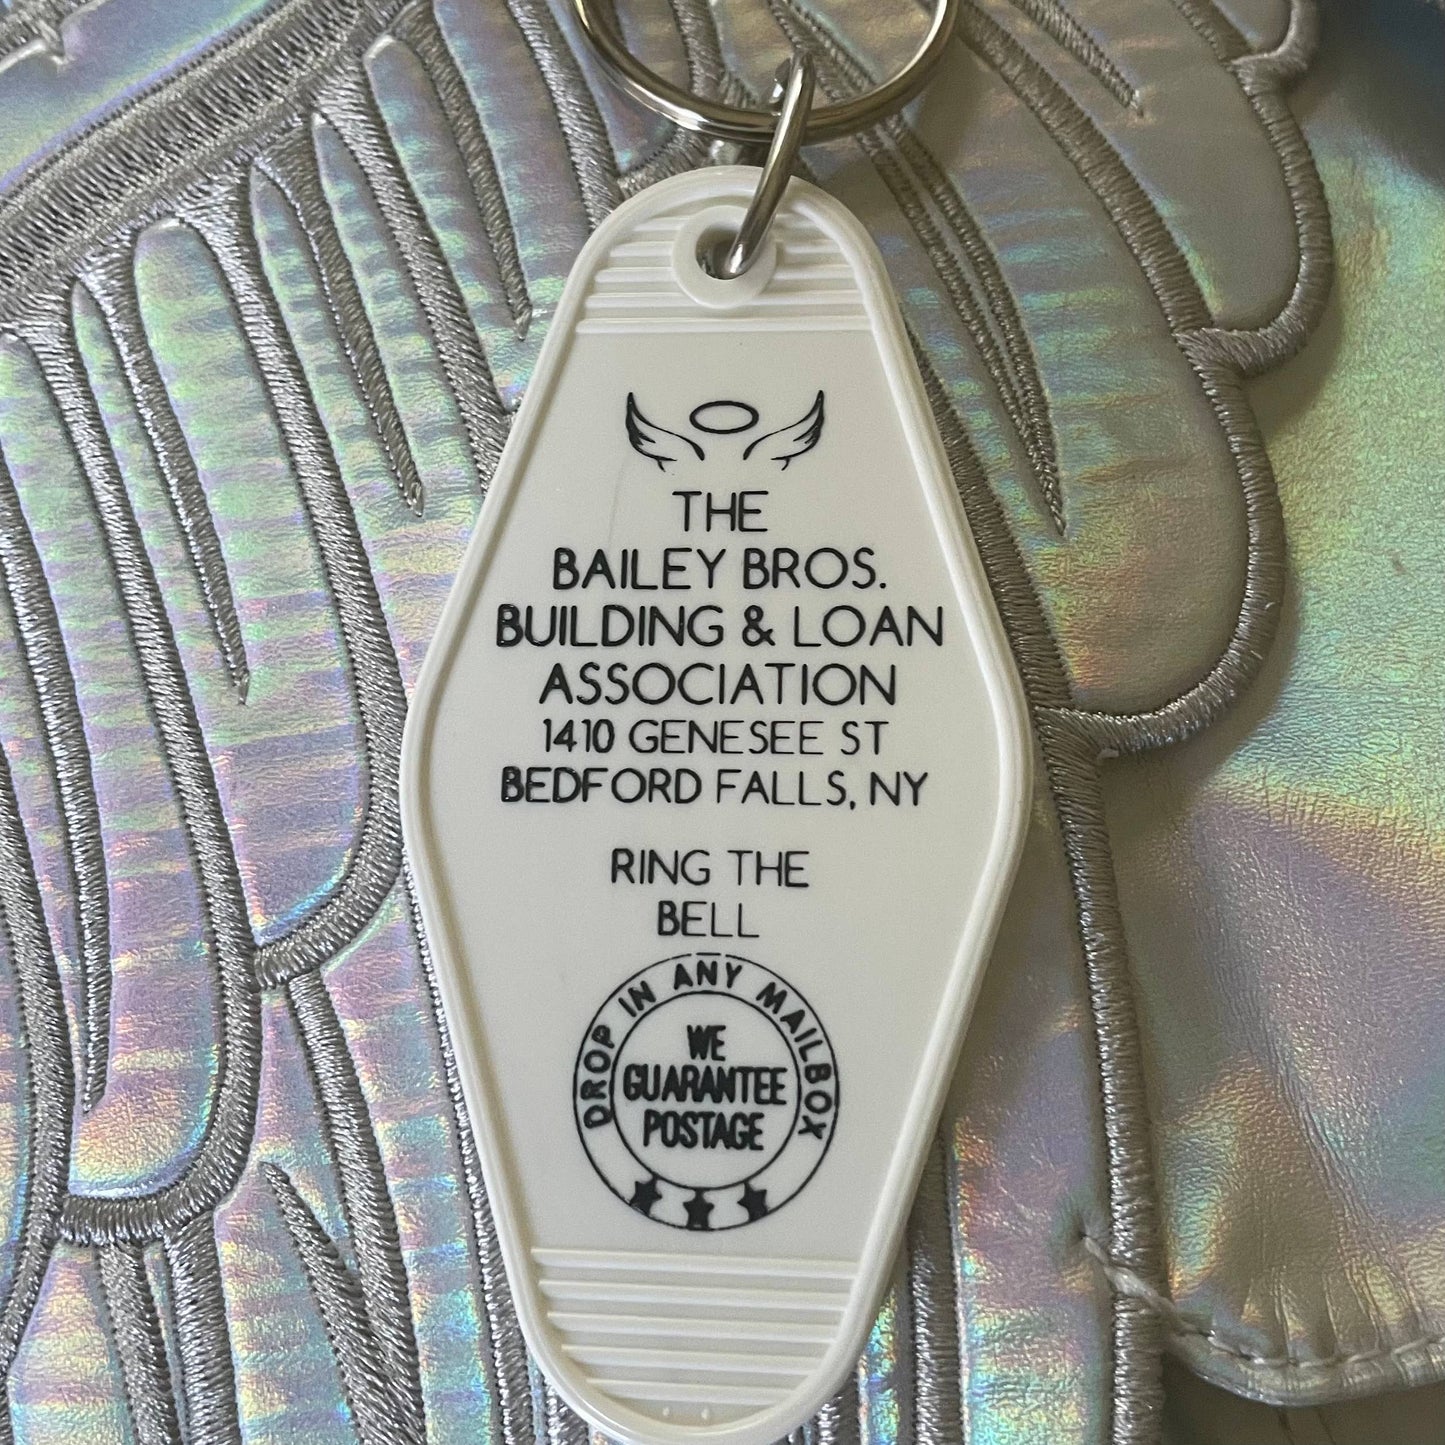 THE
BAILEY BROS.
BUILDING & LOAN
ASSOCIATION
1410 GENESEE ST
BEDFORD FALLS, NY
RING THE
BELL
DROP IN ANY MAILBOX
WE
GUARANTEE
POSTAGE